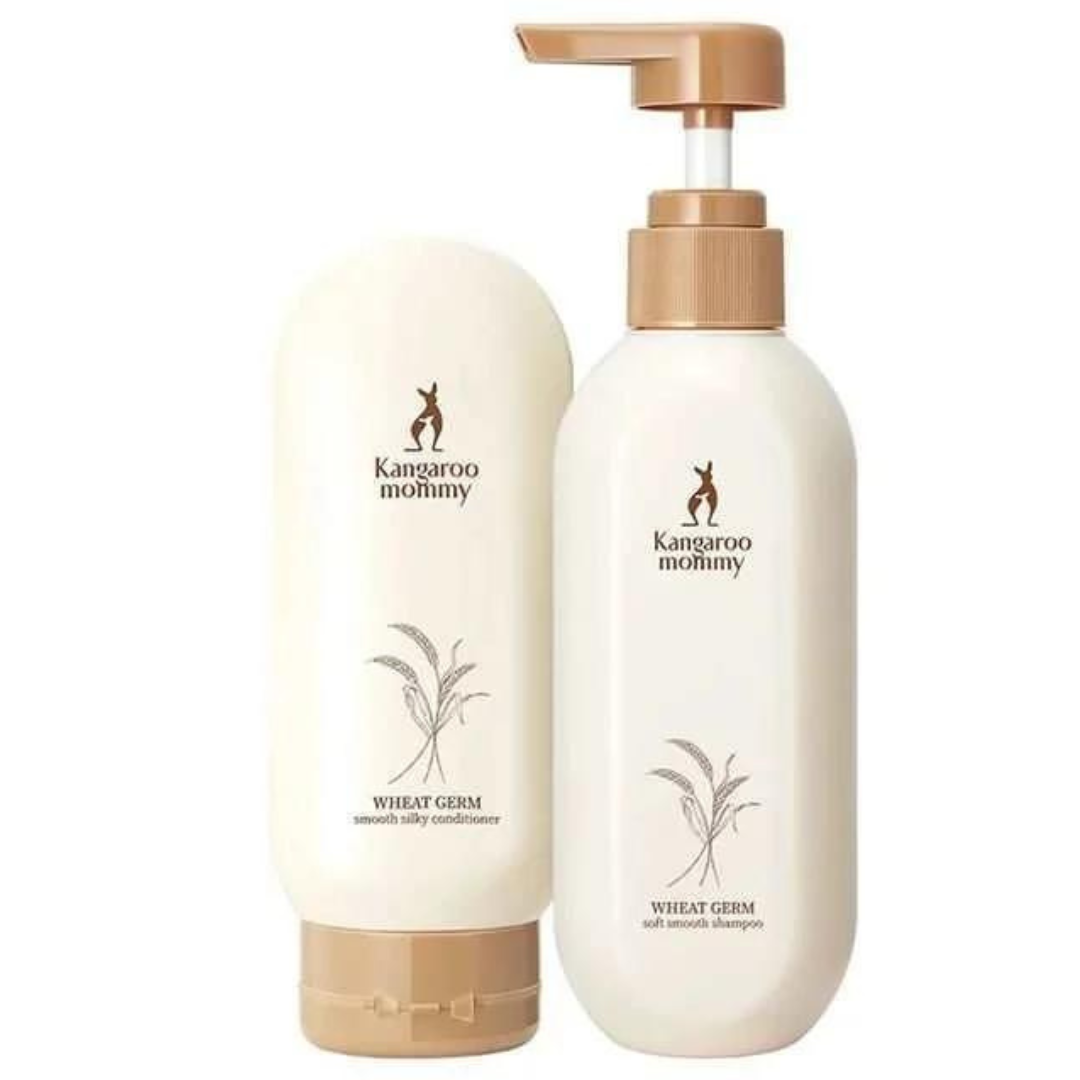 Kangaroo
mommy
WHEAT GERM
smooth silky conditioner
Kangaroo
mommy
WHEAT GERM
soft smooth shampoo